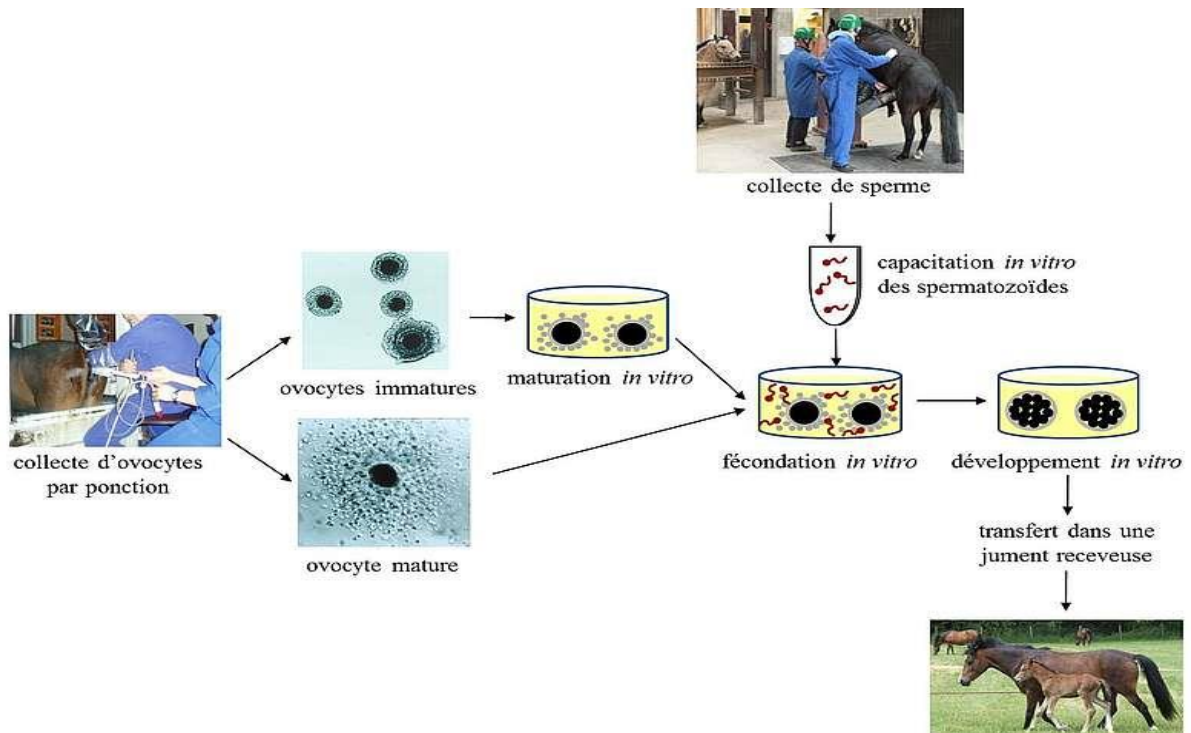 collecte de sperme
capacitation in vitro
des spermatozoïdes
ovocytes immatures
maturation in vitro
collecte d'ovocytes
par ponction
fécondation in vitro
développement in vitro
ovocyte mature
transfert dans une
jument receveuse